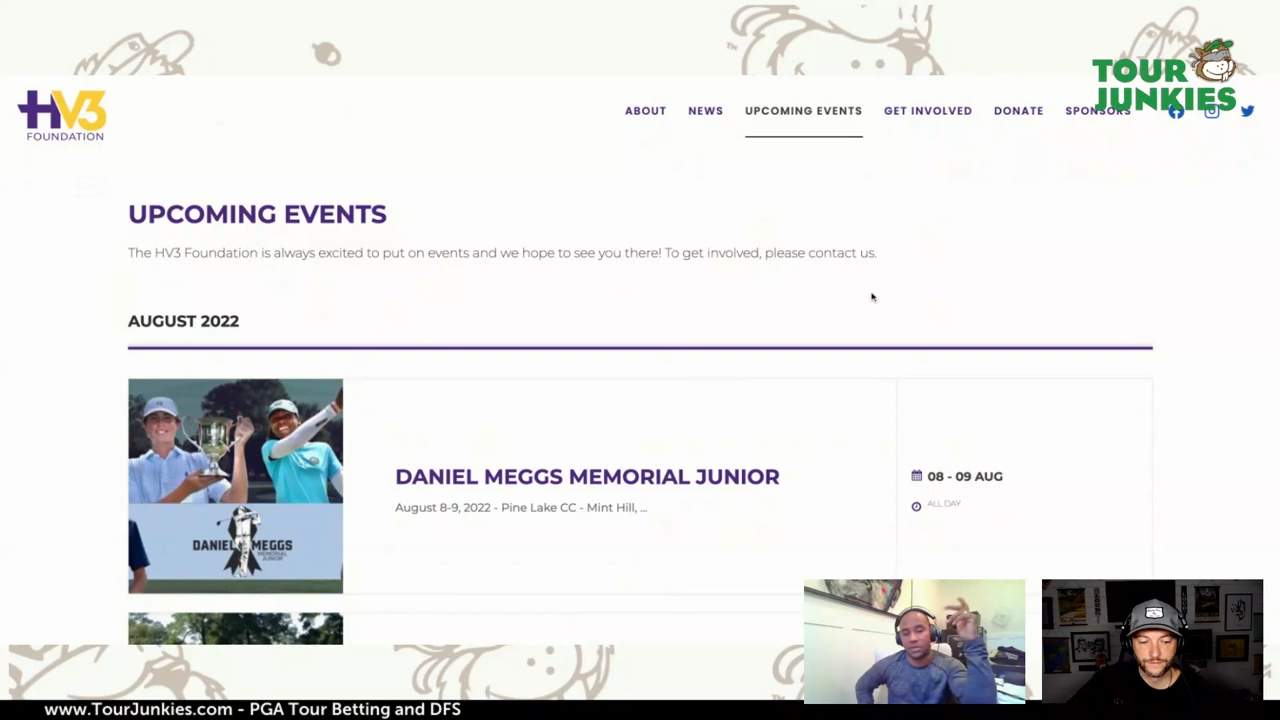 TOUR
JUNKIES
HV3
FOUNDATION
ABOUT NEWS UPCOMING EVENTS GET INVOLVED DONATE SPONSORS
UPCOMING EVENTS
The HV3 Foundation is always excited to put on events and we hope to see you there! To get involved, please contact us.
AUGUST 2022
DANIEL MEGGS MEMORIAL JUNIOR
August 8-9, 2022 - Pine Lake CC - Mint Hill, ...
08 - 09 AUG
ALL DAY
DANIEL MEGGS
MEMORIAL
JUNIOR
www.TourJunkies.com - PGA Tour Betting and DFS